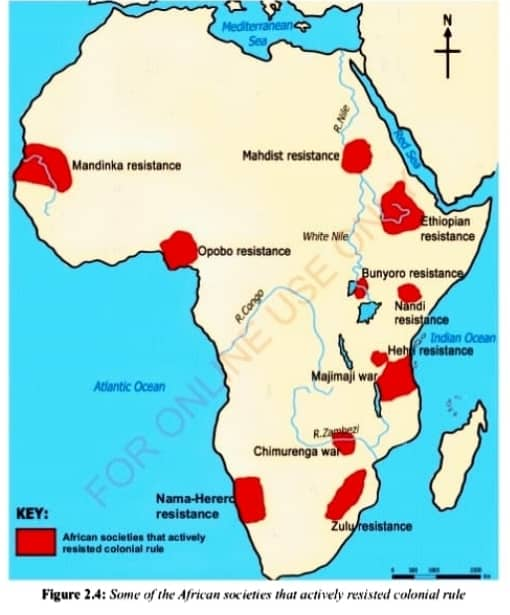 Mediterranean
Sea
N
R.Nile
Red Sea
Mandinka resistance
Mahdist resistance
Ethiopian
resistance
White Nile
Opobo resistance
Bunyoro resistance
R.Congo
Nandi
resistance
Indian Ocean
Hehe resistance
Majimaji war
Atlantic Ocean
R.Zambezi
Chimurenga war
Nama-Herero
resistance
Zulu resistance
KEY:
African societies that actively
resisted colonial rule
FOR ONLINE USE ONLY
Figure 2.4: Some of the African societies that actively resisted colonial rule